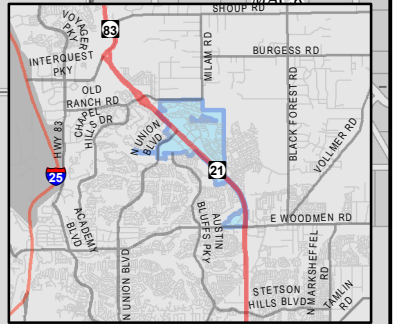 SHOUP RD
VOYAGER
PKY
83
MILAM RD
BURGESS RD
INTERQUEST
PKY
OLD
RANCH RD
CHAPEL
HILLS DR
HWY 83
N UNION
BLVD
BLACK FOREST RD
VOLLMER RD
25
21
ACADEMY
BLVD
N UNION BLVD
AUSTIN
BLUFFS PKY
E WOODMEN RD
N MARKSHEFFEL
RD
STETSON
HILLS BLVD
TAMLIN
RD